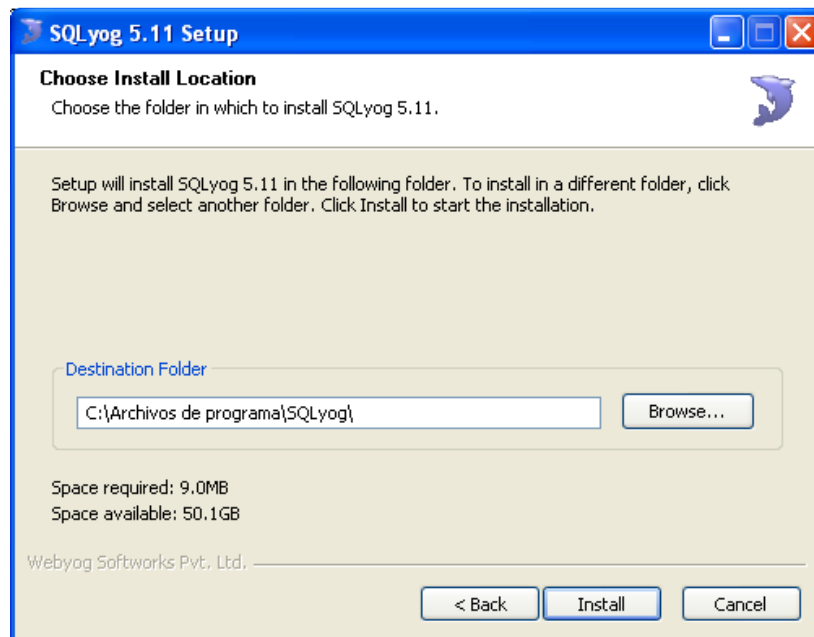 SQLyog 5.11 Setup
Choose Install Location
Choose the folder in which to install SQLyog 5.11.
Setup will install SQLyog 5.11 in the following folder. To install in a different folder, click
Browse and select another folder. Click Install to start the installation.
Destination Folder
C:\Archivos de programa\SQLyog\
Browse...
Space required: 9.0MB
Space available: 50.1GB
Webyog Softworks Pvt. Ltd.
< Back
Install
Cancel